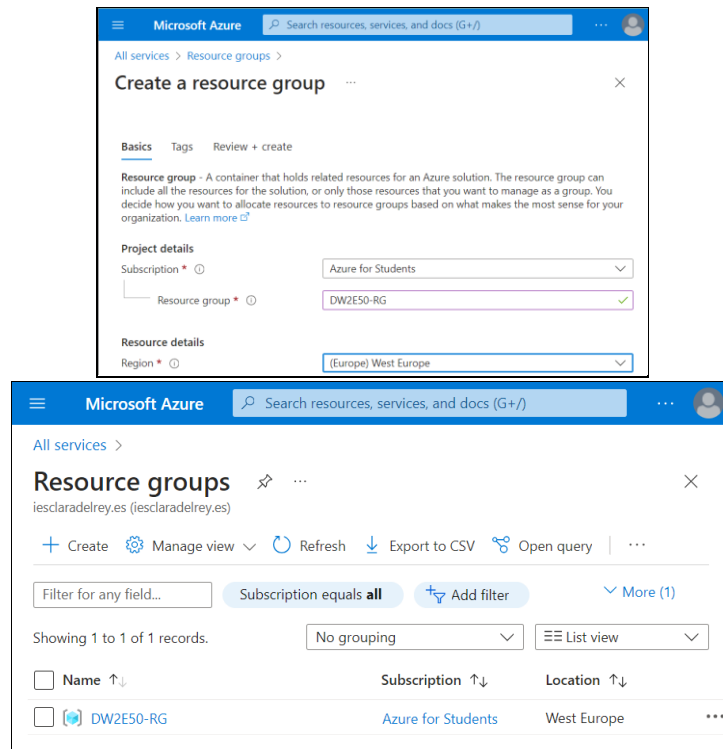 Microsoft Azure
Search resources, services, and docs (G+/)
All services > Resource groups >
Create a resource group ...
Basics Tags Review + create
Resource group - A container that holds related resources for an Azure solution. The resource group can
include all the resources for the solution, or only those resources that you want to manage as a group. You
decide how you want to allocate resources to resource groups based on what makes the most sense for your
organization. Learn more
Project details
Subscription * Azure for Students
Resource group * DW2E50-RG
Resource details
Region * (Europe) West Europe
Microsoft Azure
Search resources, services, and docs (G+/)
All services >
Resource groups ...
iesclaradelrey.es (iesclaradelrey.es)
Create Manage view Refresh Export to CSV Open query ...
Filter for any field... Subscription equals all Add filter More (1)
Showing 1 to 1 of 1 records. No grouping List view
Name Subscription Location
DW2E50-RG Azure for Students West Europe ...